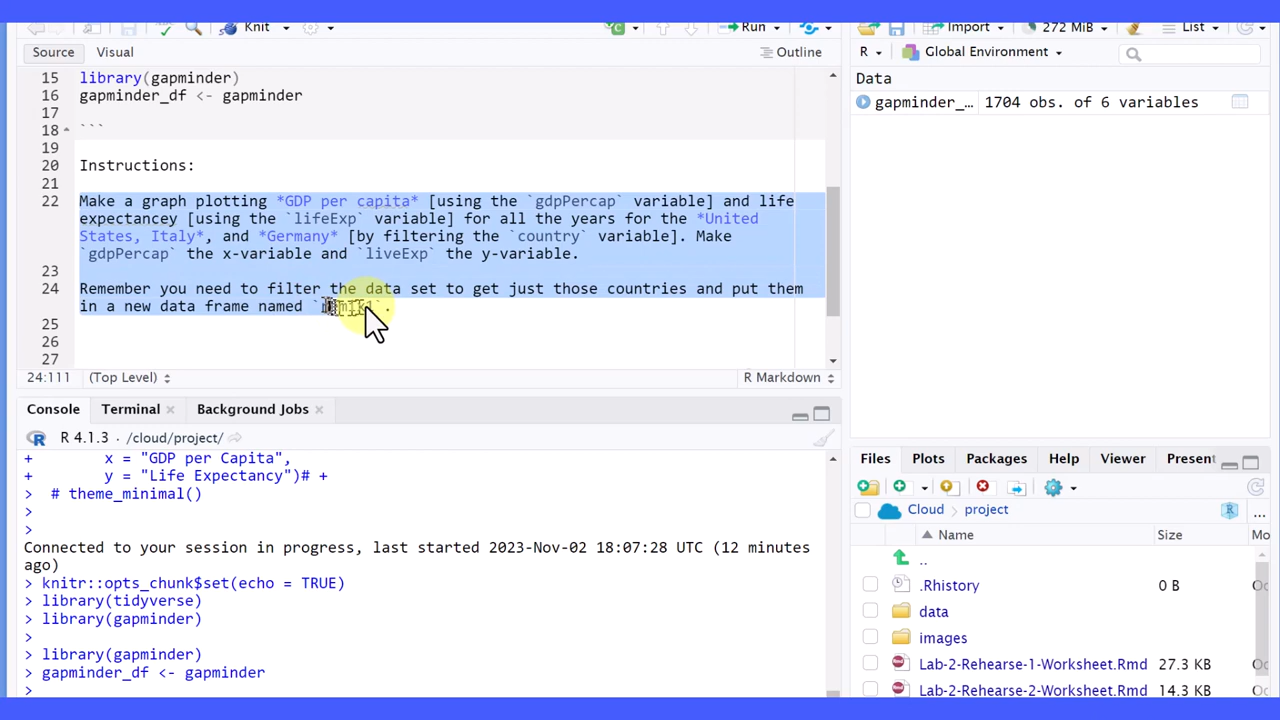 Knit
Run
Import
272 MiB
List
Source
Visual
Outline
R
Global Environment
15
library(gapminder)
Data
16
gapminder_df <- gapminder
gapminder_…
1704 obs. of 6 variables
17
18
```
19
20
Instructions:
21
22
Make a graph plotting *GDP per capita* [using the `gdpPercap` variable] and life
expectancey [using the `lifeExp` variable] for all the years for the *United
States, Italy*, and *Germany* [by filtering the `country` variable]. Make
`gdpPercap` the x-variable and `liveExp` the y-variable.
23
24
Remember you need to filter the data set to get just those countries and put them
in a new data frame named
25
26
27
24:111
(Top Level)
R Markdown
Console
Terminal
Background Jobs
R 4.1.3 · /cloud/project/
+ x = "GDP per Capita",
+ y = "Life Expectancy")# +
> # theme_minimal()
>
>
Connected to your session in progress, last started 2023-Nov-02 18:07:28 UTC (12 minutes
ago)
> knitr::opts_chunk$set(echo = TRUE)
> library(tidyverse)
> library(gapminder)
>
> library(gapminder)
> gapminder_df <- gapminder
>
Files
Plots
Packages
Help
Viewer
Present
Cloud
project
...
Name
Size
Mo
..
.Rhistory
0 B
data
images
Lab-2-Rehearse-1-Worksheet.Rmd
27.3 KB
Lab-2-Rehearse-2-Worksheet.Rmd
14.3 KB